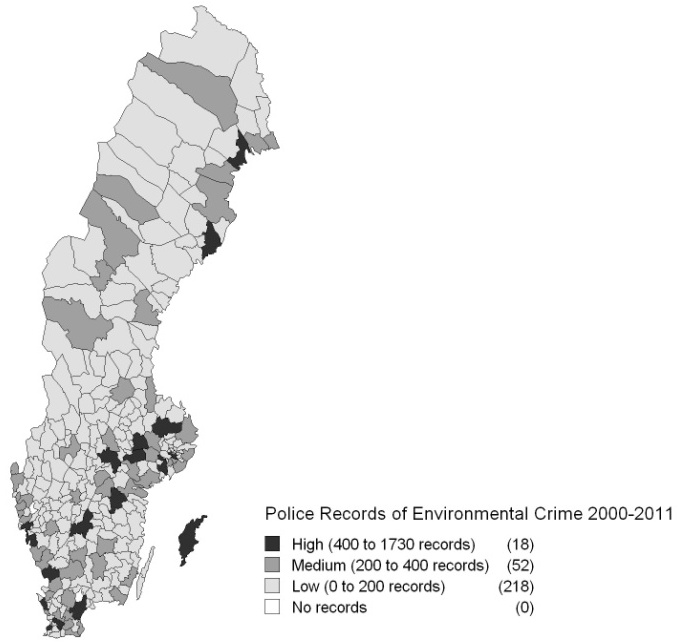 Police Records of Environmental Crime 2000-2011
High (400 to 1730 records) (18)
Medium (200 to 400 records) (52)
Low (0 to 200 records) (218)
No records (0)